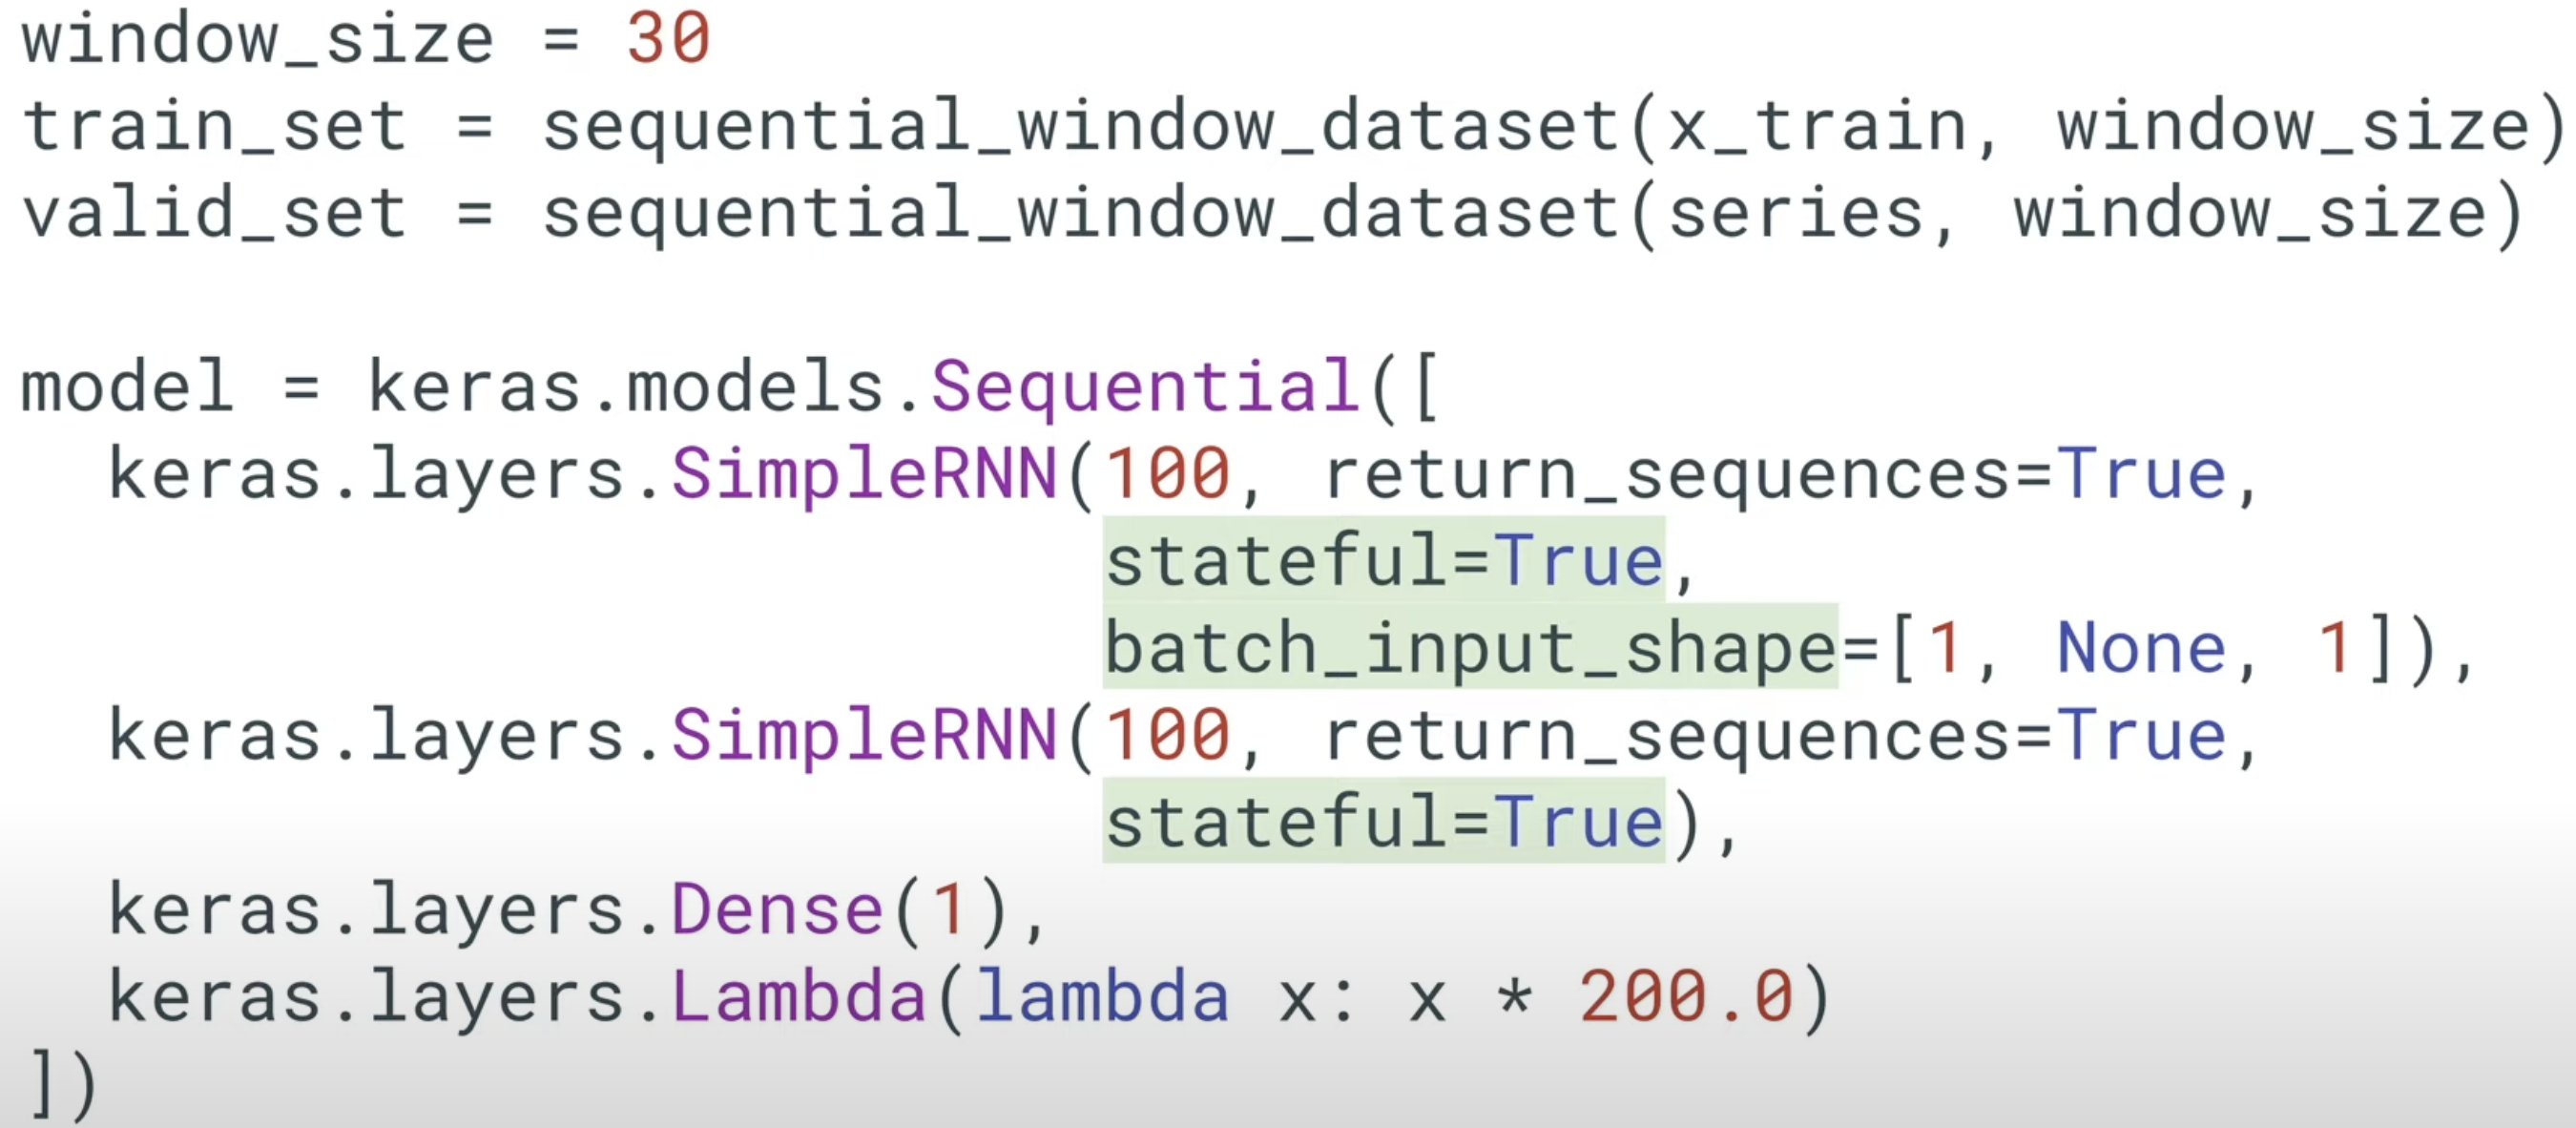 window_size = 30
train_set = sequential_window_dataset(x_train, window_size)
valid_set = sequential_window_dataset(series, window_size)
model = keras.models.Sequential([
  keras.layers.SimpleRNN(100, return_sequences=True,
                         stateful=True,
                         batch_input_shape=[1, None, 1]),
  keras.layers.SimpleRNN(100, return_sequences=True,
                         stateful=True),
  keras.layers.Dense(1),
  keras.layers.Lambda(lambda x: x * 200.0)
])